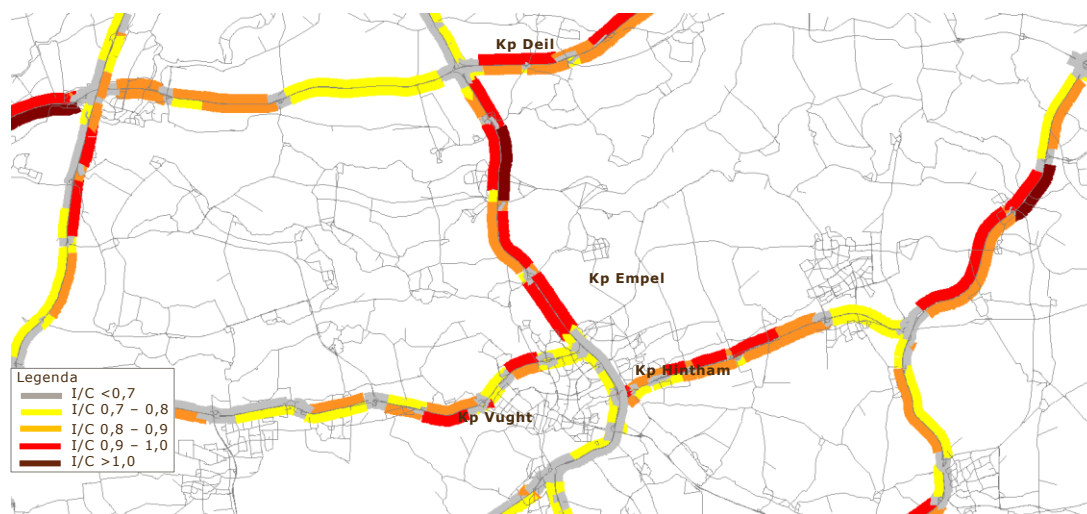 Kp Deil
Kp Empel
Kp Hintham
Kp Vught
Legenda
I/C <0,7
I/C 0,7 – 0,8
I/C 0,8 – 0,9
I/C 0,9 – 1,0
I/C >1,0